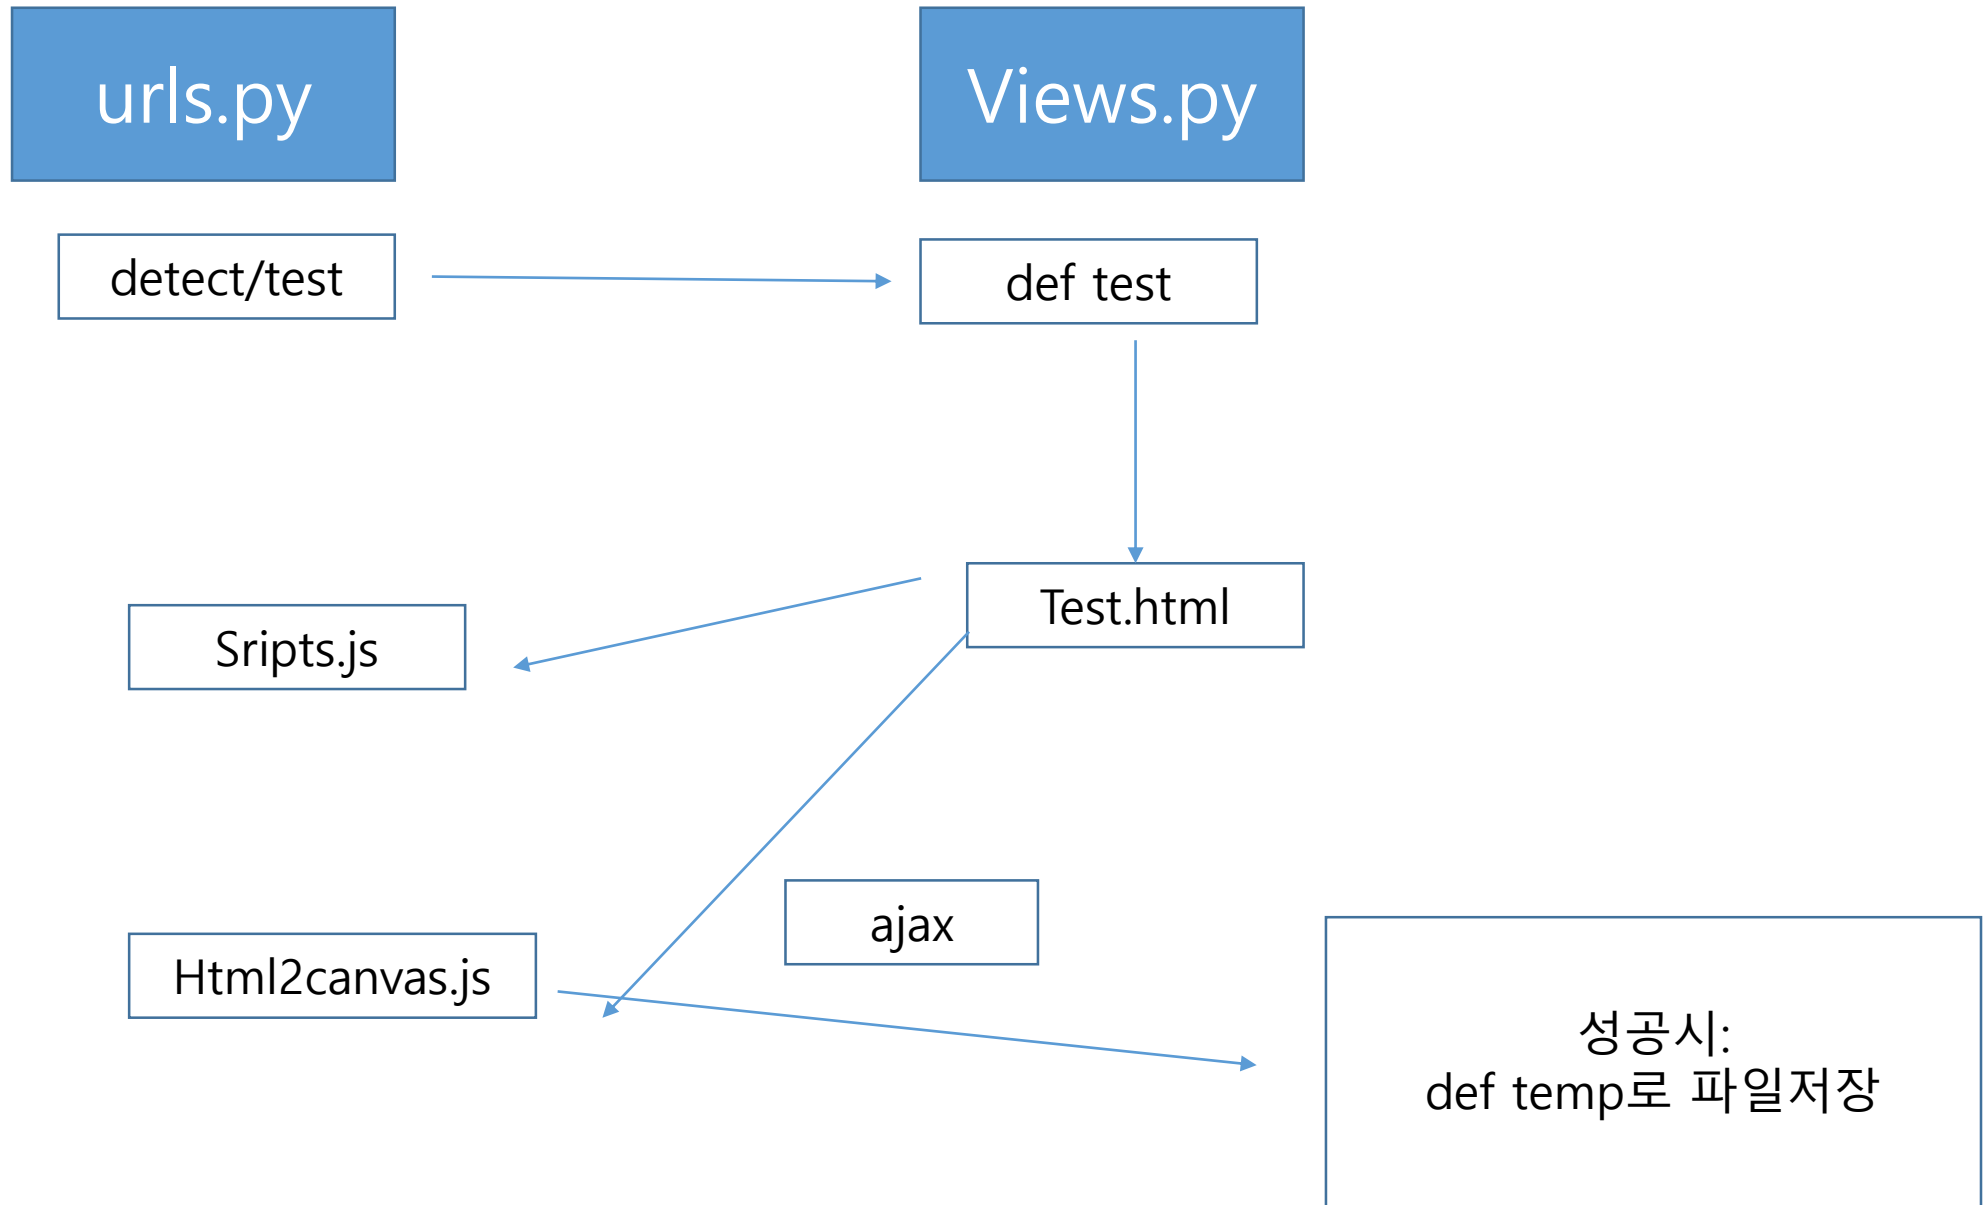 urls.py
Views.py
detect/test
def test
Test.html
Sripts.js
ajax
Html2canvas.js
성공시:
def temp로 파일저장